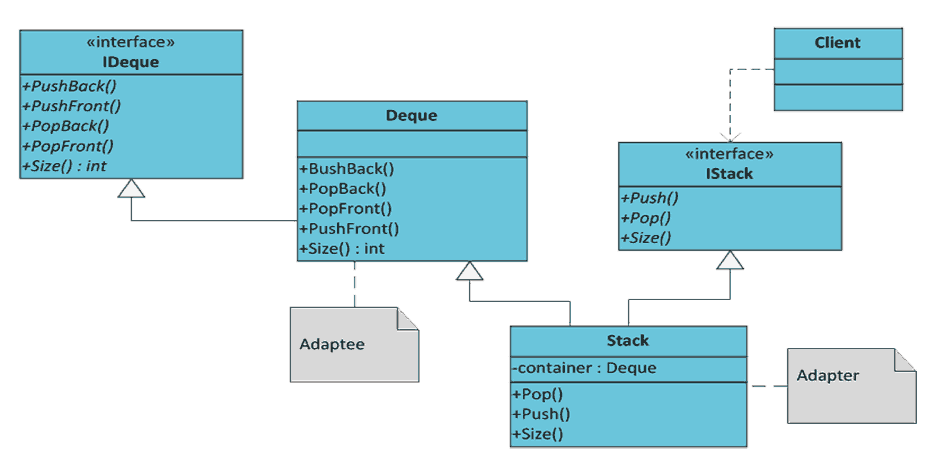 «interface»
IDeque
+PushBack()
+PushFront()
+PopBack()
+PopFront()
+Size() : int
Deque
+BushBack()
+PopBack()
+PopFront()
+PushFront()
+Size() : int
Adaptee
Client
«interface»
IStack
+Push()
+Pop()
+Size()
Stack
-container : Deque
+Pop()
+Push()
+Size()
Adapter